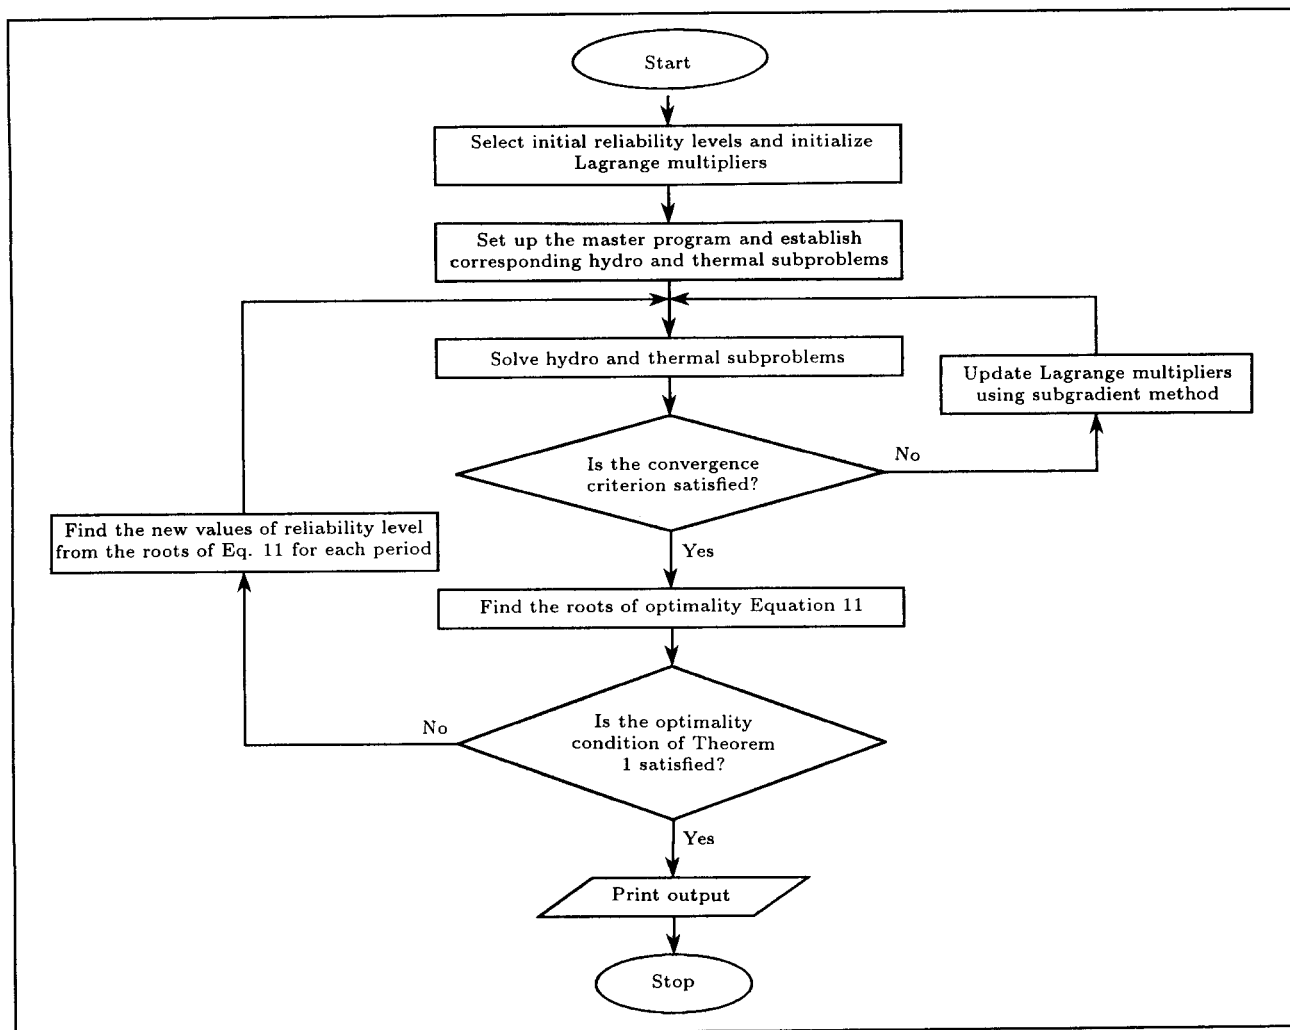 Start
Select initial reliability levels and initialize
Lagrange multipliers
Set up the master program and establish
corresponding hydro and thermal subproblems
Solve hydro and thermal subproblems
Update Lagrange multipliers
using subgradient method
Is the convergence
criterion satisfied?
No
Yes
Find the new values of reliability level
from the roots of Eq. 11 for each period
Find the roots of optimality Equation 11
Is the optimality
condition of Theorem
1 satisfied?
No
Yes
Print output
Stop